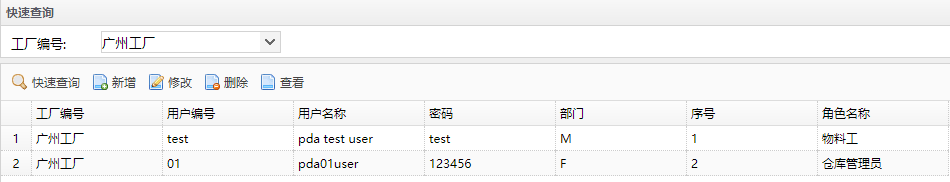 快速查询
工厂编号: 广州工厂
快速查询 新增 修改 删除 查看
工厂编号 用户编号 用户名称 密码 部门 序号 角色名称
1 广州工厂 test pda test user test M 1 物料工
2 广州工厂 01 pda01user 123456 F 2 仓库管理员